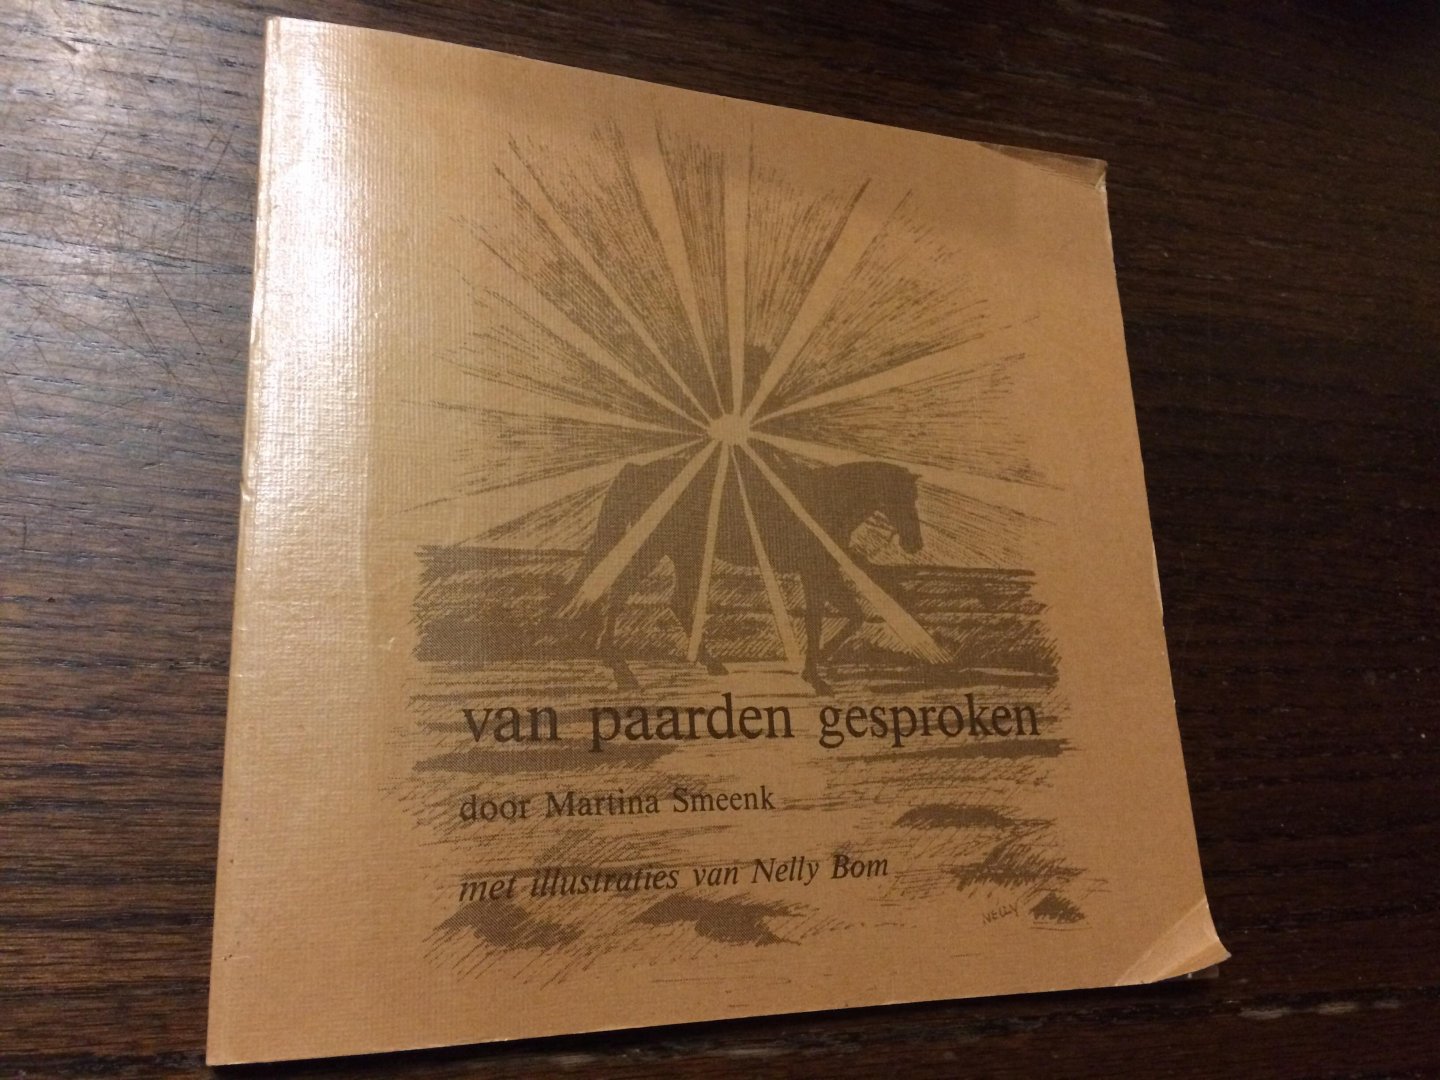 van paarden gesproken
door Martina Smeenk
met illustraties van Nelly Bom
NELLY